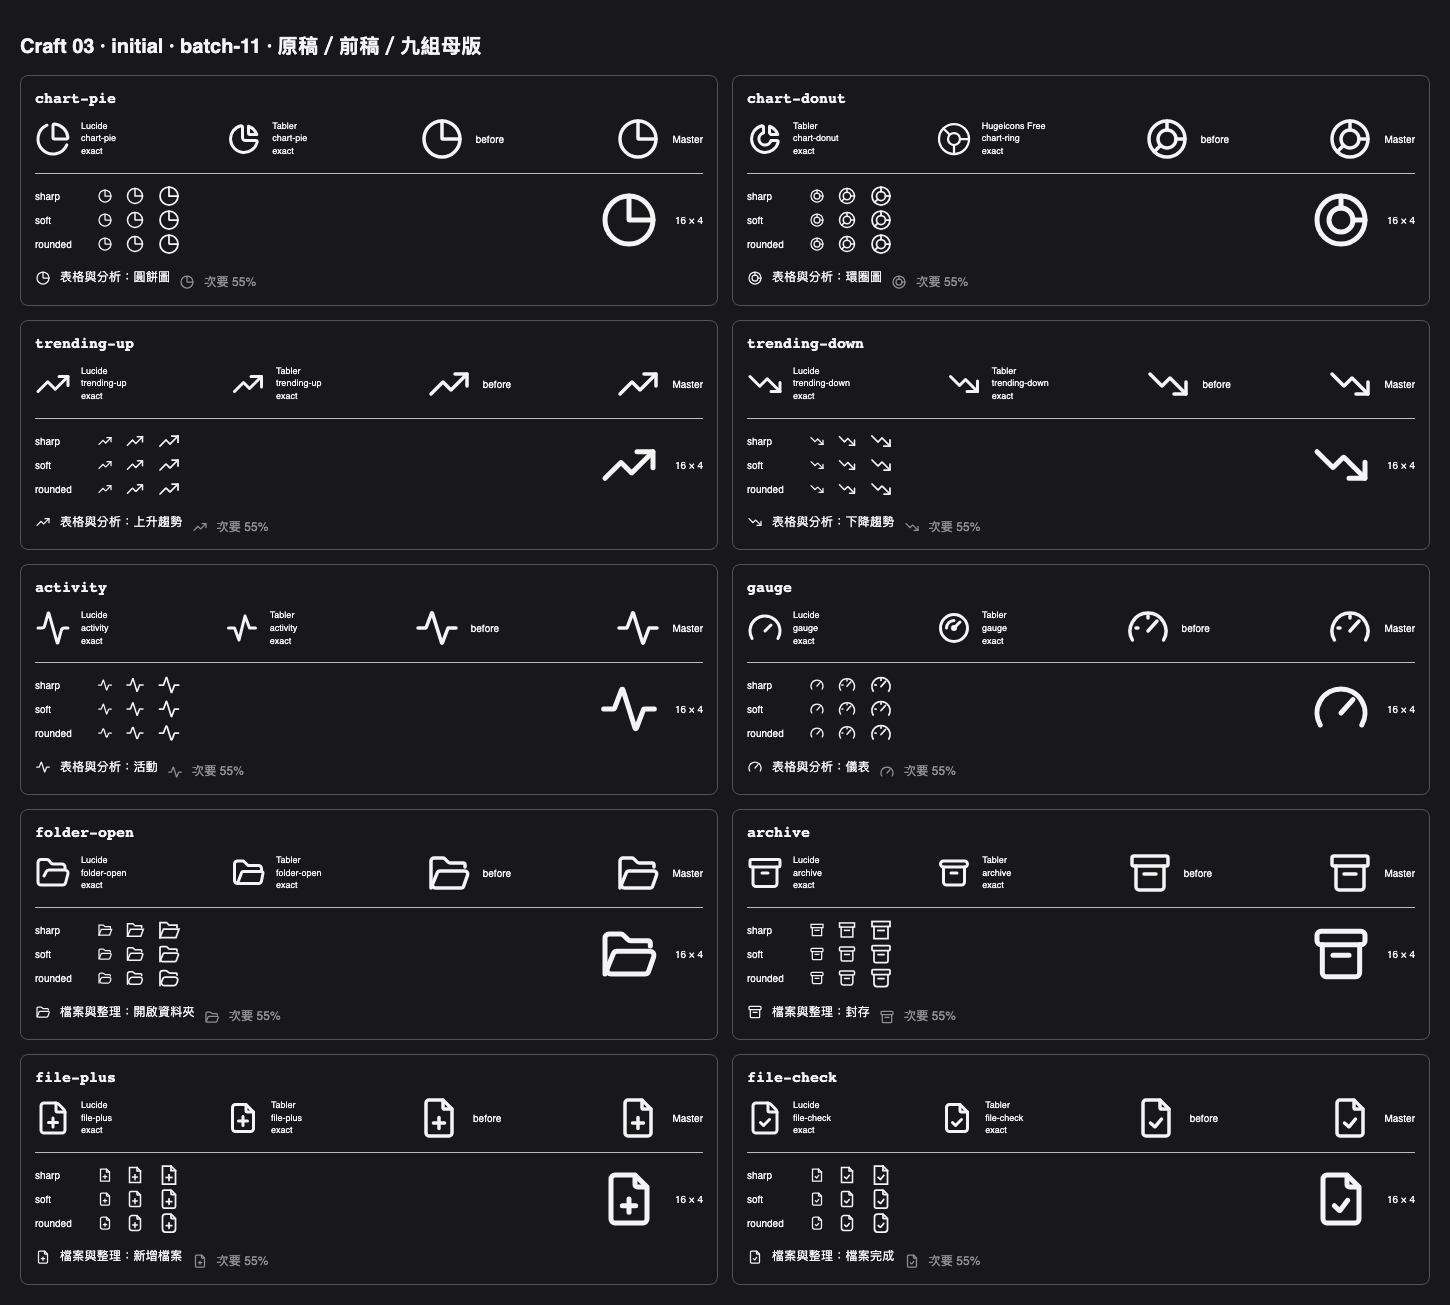 Craft 03 · initial · batch-11 · 原稿 / 前稿 / 九組母版
chart-pie
Lucide
chart-pie
exact
Tabler
chart-pie
exact
before
Master
sharp
soft
rounded
16 × 4
表格與分析：圓餅圖
次要 55%
chart-donut
Tabler
chart-donut
exact
Hugeicons Free
chart-ring
exact
before
Master
sharp
soft
rounded
16 × 4
表格與分析：環圈圖
次要 55%
trending-up
Lucide
trending-up
exact
Tabler
trending-up
exact
before
Master
sharp
soft
rounded
16 × 4
表格與分析：上升趨勢
次要 55%
trending-down
Lucide
trending-down
exact
Tabler
trending-down
exact
before
Master
sharp
soft
rounded
16 × 4
表格與分析：下降趨勢
次要 55%
activity
Lucide
activity
exact
Tabler
activity
exact
before
Master
sharp
soft
rounded
16 × 4
表格與分析：活動
次要 55%
gauge
Lucide
gauge
exact
Tabler
gauge
exact
before
Master
sharp
soft
rounded
16 × 4
表格與分析：儀表
次要 55%
folder-open
Lucide
folder-open
exact
Tabler
folder-open
exact
before
Master
sharp
soft
rounded
16 × 4
檔案與整理：開啟資料夾
次要 55%
archive
Lucide
archive
exact
Tabler
archive
exact
before
Master
sharp
soft
rounded
16 × 4
檔案與整理：封存
次要 55%
file-plus
Lucide
file-plus
exact
Tabler
file-plus
exact
before
Master
sharp
soft
rounded
16 × 4
檔案與整理：新增檔案
次要 55%
file-check
Lucide
file-check
exact
Tabler
file-check
exact
before
Master
sharp
soft
rounded
16 × 4
檔案與整理：檔案完成
次要 55%